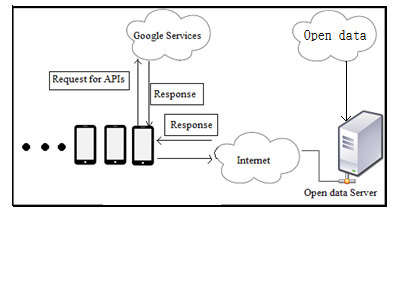 Google Services
Open data
Request for APIs
Response
Response
Internet
Open data Server